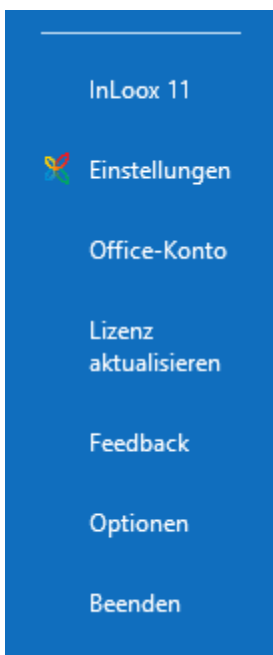 InLoox 11
Einstellungen
Office-Konto
Lizenz
aktualisieren
Feedback
Optionen
Beenden